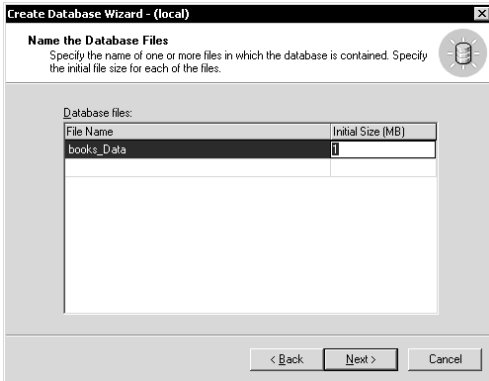 Create Database Wizard - (local)
Name the Database Files
Specify the name of one or more files in which the database is contained. Specify
the initial file size for each of the files.
Database files:
File Name Initial Size (MB)
books_Data 1
< Back Next > Cancel